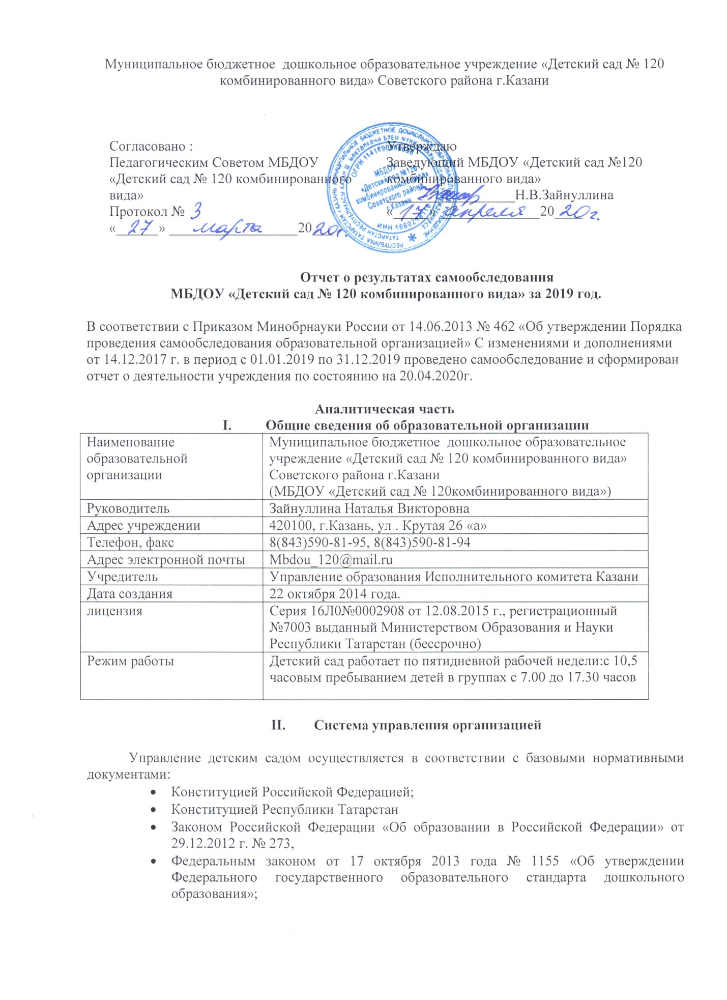 Муниципальное бюджетное дошкольное образовательное учреждение «Детский сад № 120
комбинированного вида» Советского района г.Казани
Согласовано :
Педагогическим Советом МБДОУ
«Детский сад № 120 комбинированного
вида»
Протокол № 3
«27» марта 2020г.
Утверждаю
Заведующий МБДОУ «Детский сад №120
комбинированного вида»
Н.В.Зайнуллина
«17» апреля 2020г.
МБДОУ
«Детский сад №120
комбинированного вида»
Советского района
г.Казани
Отчет о результатах самообследования
МБДОУ «Детский сад № 120 комбинированного вида» за 2019 год.
В соответствии с Приказом Минобрнауки России от 14.06.2013 № 462 «Об утверждении Порядка
проведения самообследования образовательной организацией» С изменениями и дополнениями
от 14.12.2017 г. в период с 01.01.2019 по 31.12.2019 проведено самообследование и сформирован
отчет о деятельности учреждения по состоянию на 20.04.2020г.
Аналитическая часть
I. Общие сведения об образовательной организации
Наименование
образовательной
организации
Муниципальное бюджетное дошкольное образовательное
учреждение «Детский сад № 120 комбинированного вида»
Советского района г.Казани
(МБДОУ «Детский сад № 120комбинированного вида»)
Руководитель
Зайнуллина Наталья Викторовна
Адрес учреждении
420100, г.Казань, ул . Крутая 26 «а»
Телефон, факс
8(843)590-81-95, 8(843)590-81-94
Адрес электронной почты
Mbdou_120@mail.ru
Учредитель
Управление образования Исполнительного комитета Казани
Дата создания
22 октября 2014 года.
лицензия
Серия 16Л0№0002908 от 12.08.2015 г., регистрационный
№7003 выданный Министерством Образования и Науки
Республики Татарстан (бессрочно)
Режим работы
Детский сад работает по пятидневной рабочей недели:с 10,5
часовым пребыванием детей в группах с 7.00 до 17.30 часов
II. Система управления организацией
Управление детским садом осуществляется в соответствии с базовыми нормативными
документами:
• Конституцией Российской Федерацией;
• Конституцией Республики Татарстан
• Законом Российской Федерации «Об образовании в Российской Федерации» от
29.12.2012 г. № 273,
• Федеральным законом от 17 октября 2013 года № 1155 «Об утверждении
Федерального государственного образовательного стандарта дошкольного
образования»;